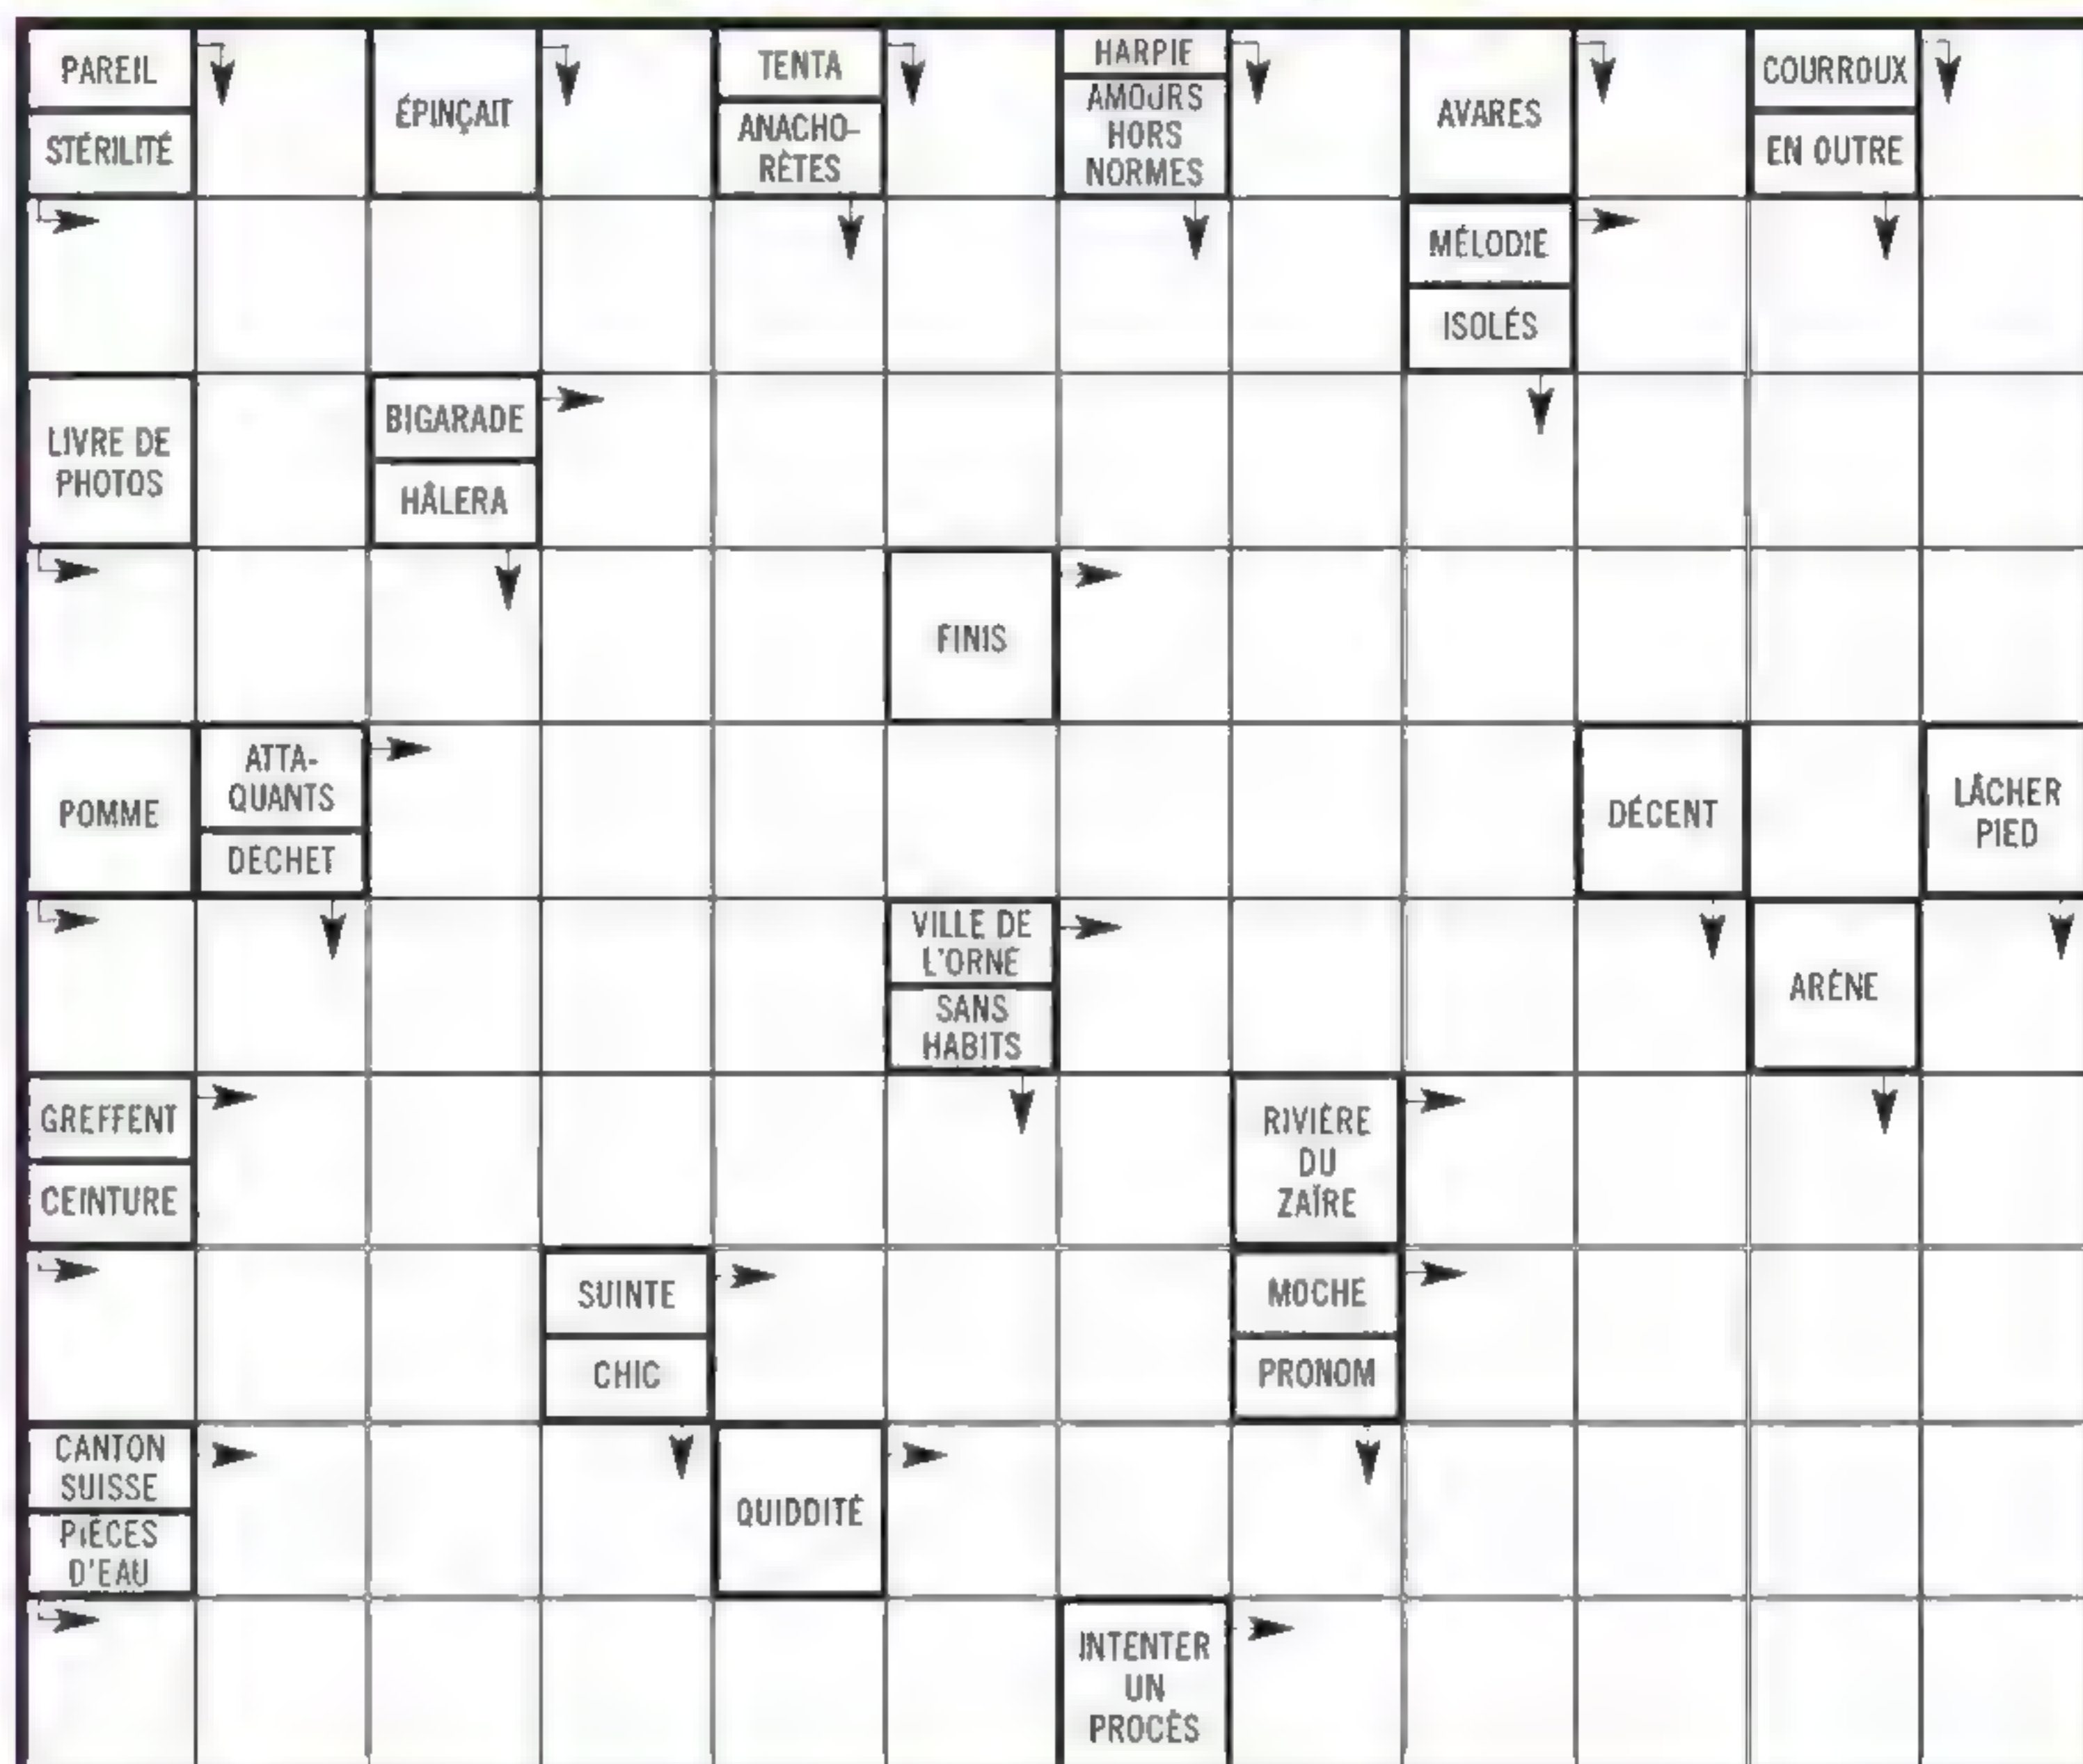 PAREIL
STÉRILITÉ
ÉPINÇAIT
TENTA
ANACHO-
RÈTES
HARPIE
AMOURS
HORS
NORMES
AVARES
COURROUX
EN OUTRE
MÉLODIE
ISOLÉS
LIVRE DE
PHOTOS
BIGARADE
HÂLERA
FINIS
POMME
ATTA-
QUANTS
DÉCHET
DÉCENT
LÂCHER
PIED
VILLE DE
L'ORNE
SANS
HABITS
ARÈNE
GREFFENT
CEINTURE
RIVIÈRE
DU
ZAÏRE
SUINTE
CHIC
MOCHE
PRONOM
CANTON
SUISSE
PIÈCES
D'EAU
QUIDDITÉ
INTENTER
UN
PROCÈS